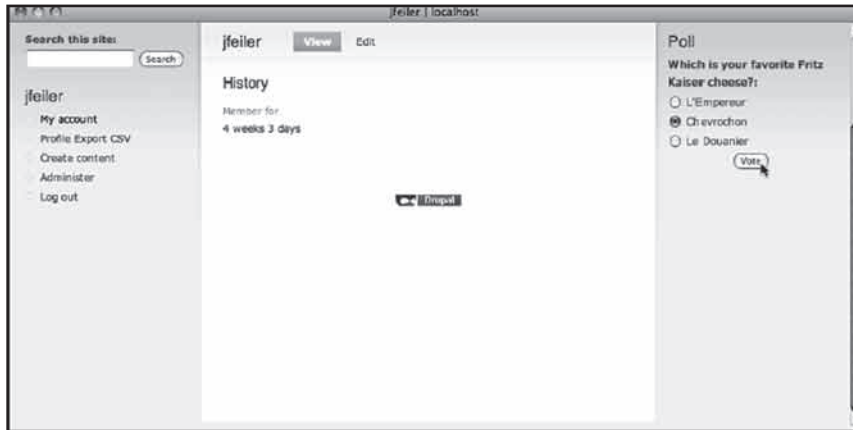 jfeiler | localhost
Search this site:
Search
jfeiler
My account
Profile Export CSV
Create content
Administer
Log out
jfeiler View Edit
History
Member for
4 weeks 3 days
Drupal
Poll
Which is your favorite Fritz
Kaiser cheese?:
L'Empereur
Chevrochon
Le Douanier
Vote